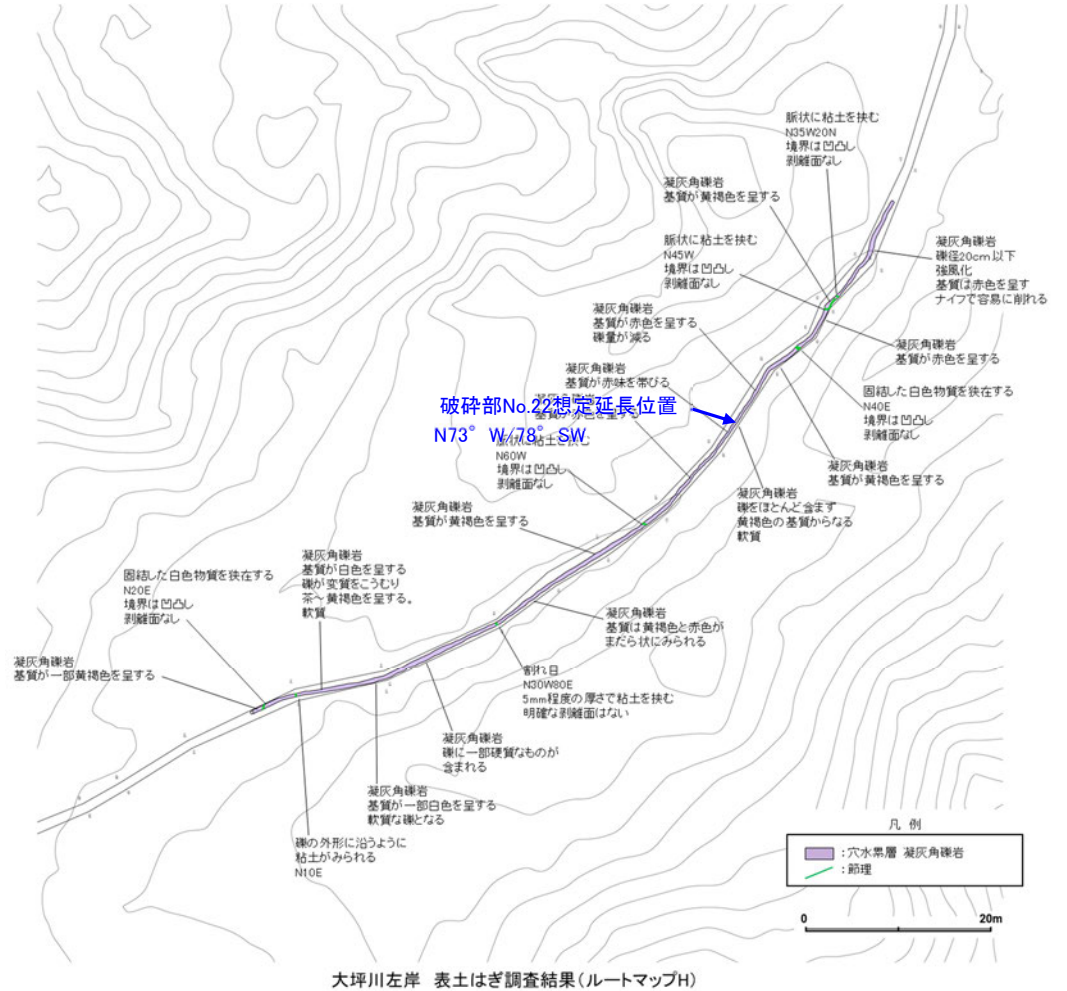 脈状に粘土を挟む
N35W20N
境界は凹凸し
剥離面なし
凝灰角礫岩
基質が黄褐色を呈する
脈状に粘土を挟む
N45W
境界は凹凸し
剥離面なし
凝灰角礫岩
礫径20cm以下
強風化
基質は赤色を呈す
ナイフで容易に削れる
凝灰角礫岩
基質が赤色を呈する
礫量が減る
凝灰角礫岩
基質が赤色を呈する
凝灰角礫岩
基質が赤味を帯びる
固結した白色物質を狭在する
N40E
境界は凹凸し
剥離面なし
破砕部No.22想定延長位置
N73°W/78°SW
基質が赤色を呈する
脈状に粘土を挟む
N60W
境界は凹凸し
剥離面なし
凝灰角礫岩
基質が黄褐色を呈する
凝灰角礫岩
礫をほとんど含まず
黄褐色の基質からなる
軟質
凝灰角礫岩
基質が黄褐色を呈する
凝灰角礫岩
基質が白色を呈する
礫が変質をこうむり
茶～黄褐色を呈する。
軟質
固結した白色物質を狭在する
N20E
境界は凹凸し
剥離面なし
凝灰角礫岩
基質は黄褐色と赤色が
まだら状にみられる
凝灰角礫岩
基質が一部黄褐色を呈する
割れ目
N30W80E
5mm程度の厚さで粘土を挟む
明確な剥離面はない
凝灰角礫岩
礫に一部硬質なものが
含まれる
凝灰角礫岩
基質が一部白色を呈する
軟質な礫となる
礫の外形に沿うように
粘土がみられる
N10E
凡 例
：穴水累層 凝灰角礫岩
：節理
0 20m
大坪川左岸 表土はぎ調査結果（ルートマップH）